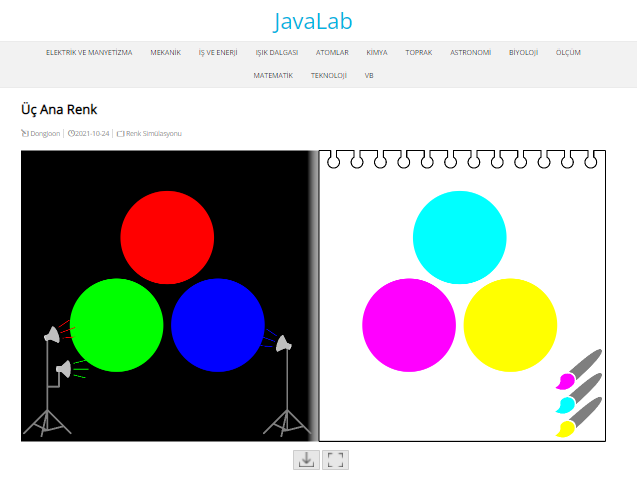 JavaLab
ELEKTRİK VE MANYETİZMA MEKANİK İŞ VE ENERJİ IŞIK DALGASI ATOMLAR KİMYA TOPRAK ASTRONOMİ BİYOLOJİ ÖLÇÜM
MATEMATİK TEKNOLOJİ VB
Üç Ana Renk
DongJoon 2021-10-24 Renk Simülasyonu